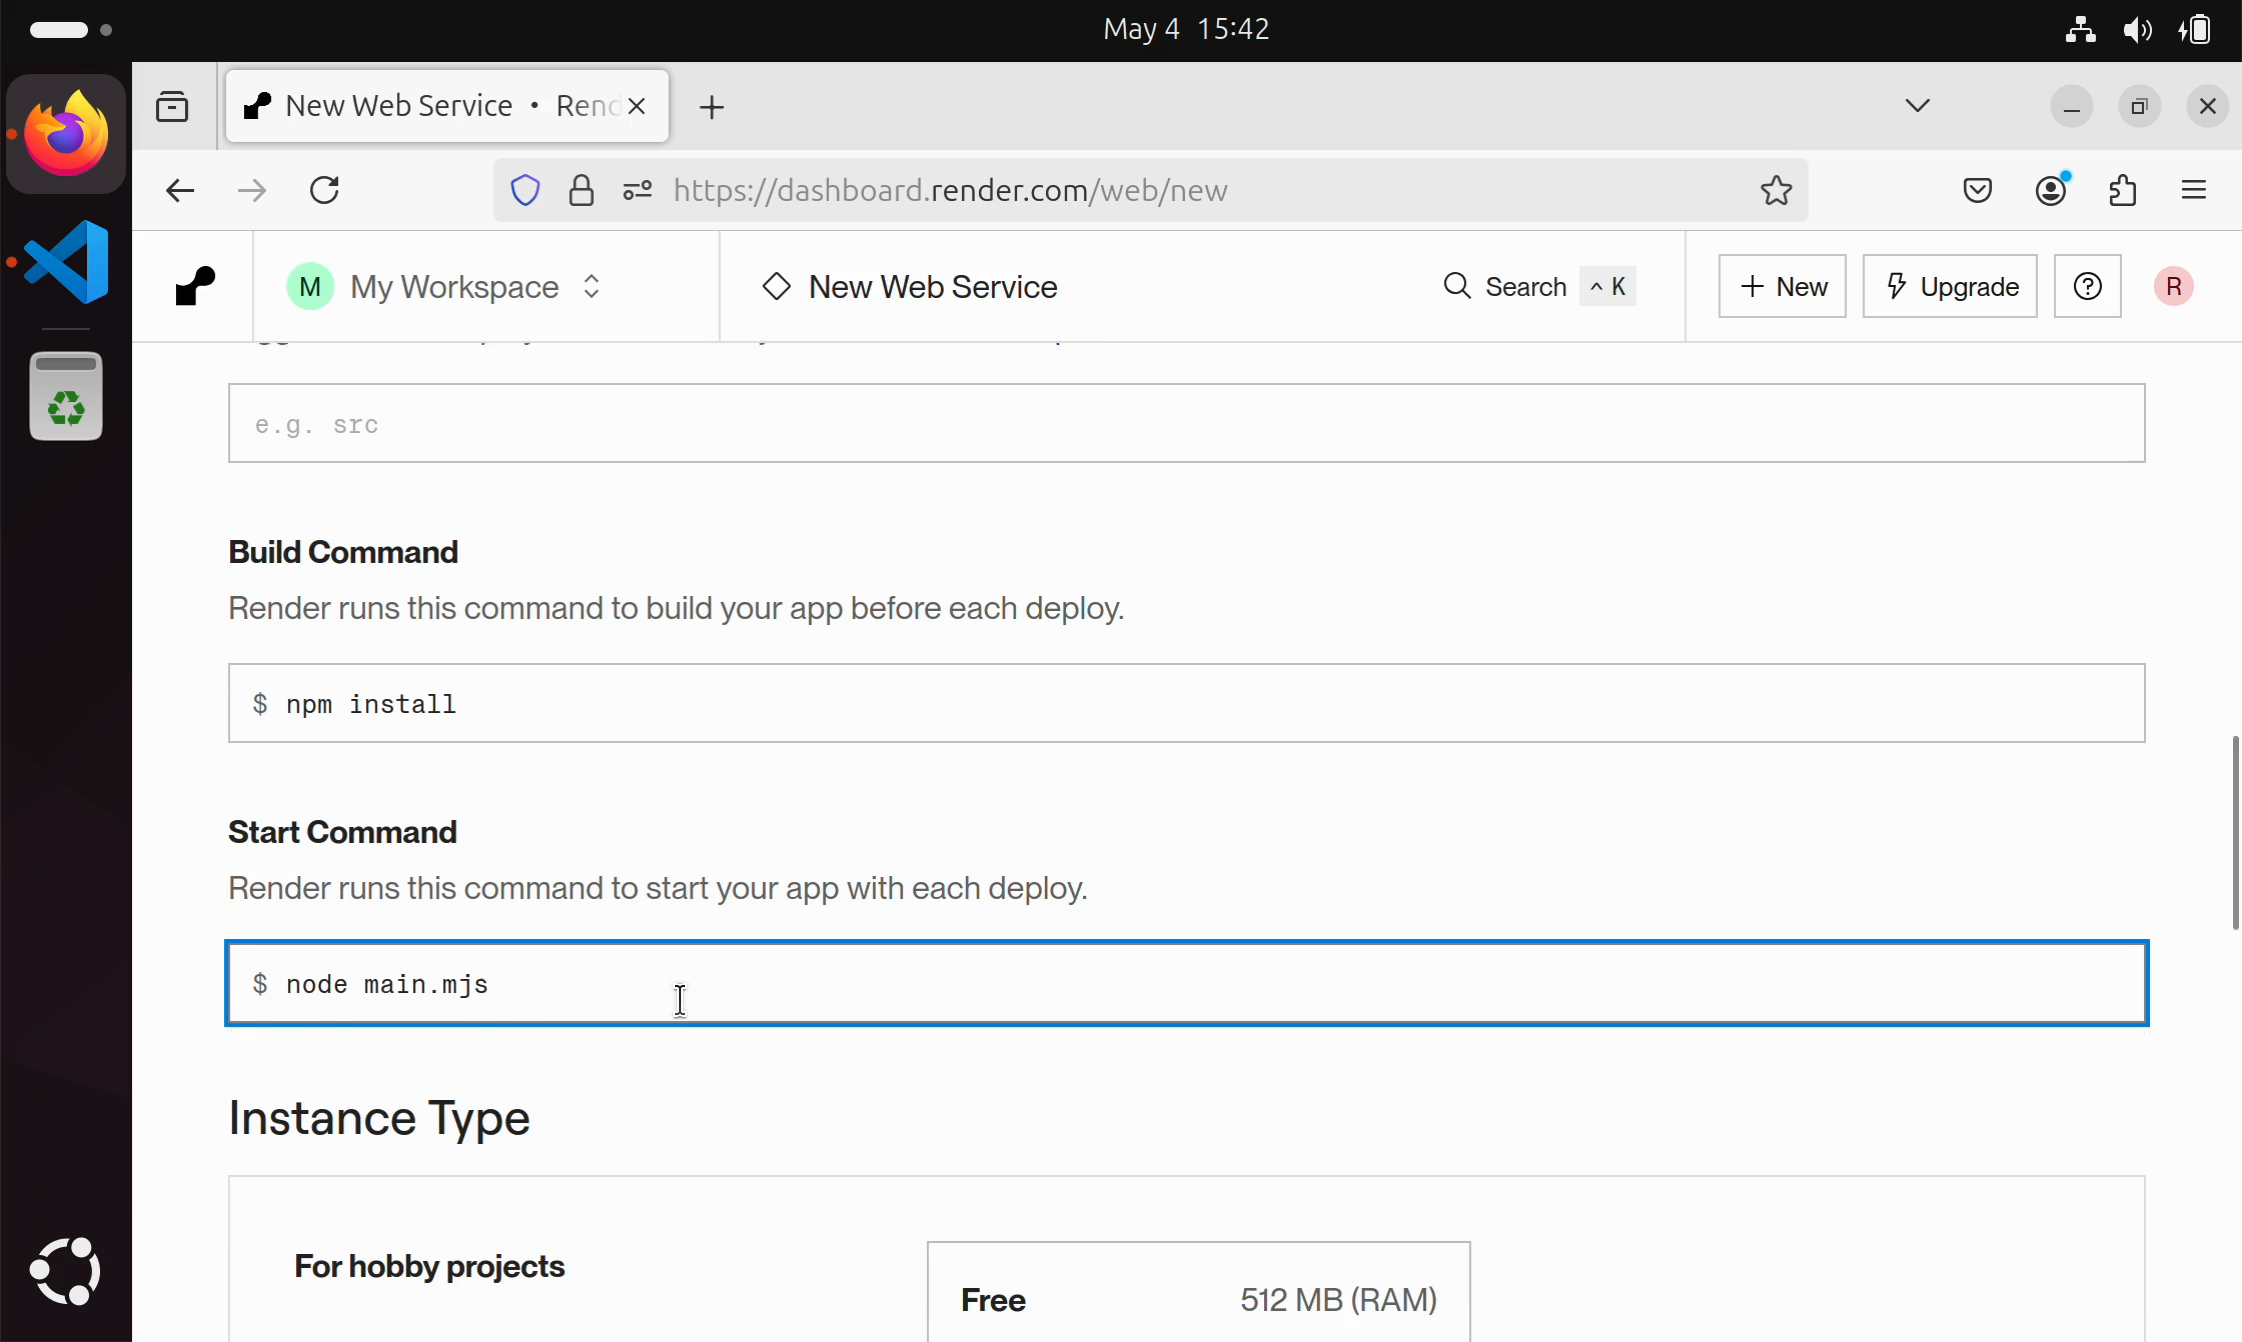 May 4 15:42
New Web Service • Rend
https://dashboard.render.com/web/new
M My Workspace
New Web Service
Search ^ K
+ New
Upgrade
R
e.g. src
Build Command
Render runs this command to build your app before each deploy.
$ npm install
Start Command
Render runs this command to start your app with each deploy.
$ node main.mjs
Instance Type
For hobby projects
Free 512 MB (RAM)